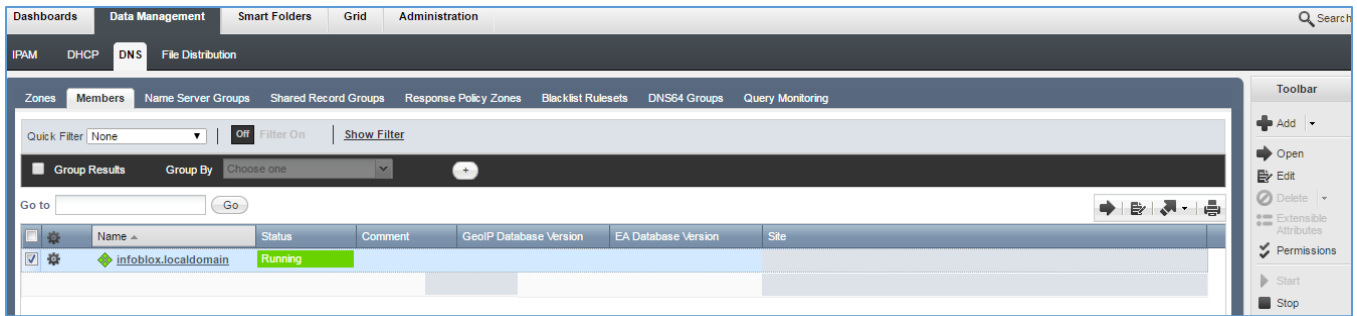 Dashboards Data Management Smart Folders Grid Administration Search
IPAM DHCP DNS File Distribution
Zones Members Name Server Groups Shared Record Groups Response Policy Zones Blacklist Rulesets DNS64 Groups Query Monitoring
Toolbar
Quick Filter None Off Filter On Show Filter
Add
Group Results Group By Choose one +
Open
Edit
Go to Go
Delete
Extensible
Attributes
Name Status Comment GeoIP Database Version EA Database Version Site
Permissions
infoblox.localdomain Running
Start
Stop